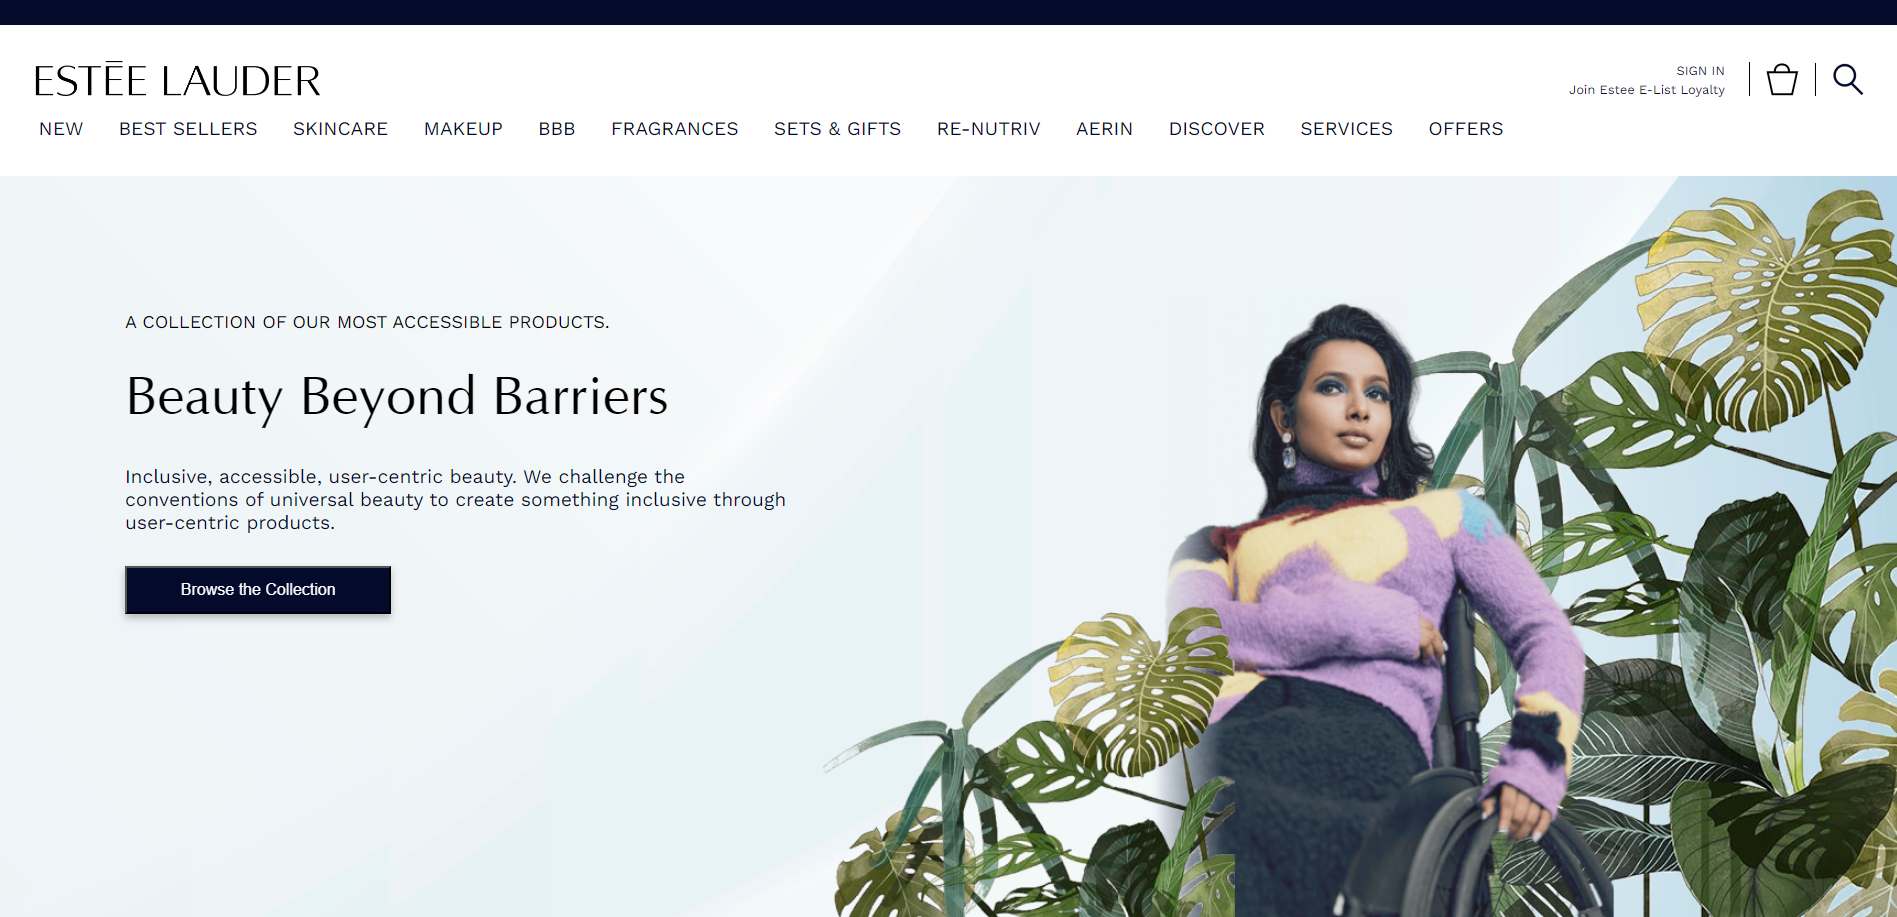 ESTĒE LAUDER
SIGN IN
Join Estee E-List Loyalty
NEW BEST SELLERS SKINCARE MAKEUP BBB FRAGRANCES SETS & GIFTS RE-NUTRIV AERIN DISCOVER SERVICES OFFERS
A COLLECTION OF OUR MOST ACCESSIBLE PRODUCTS.
Beauty Beyond Barriers
Inclusive, accessible, user-centric beauty. We challenge the
conventions of universal beauty to create something inclusive through
user-centric products.
Browse the Collection